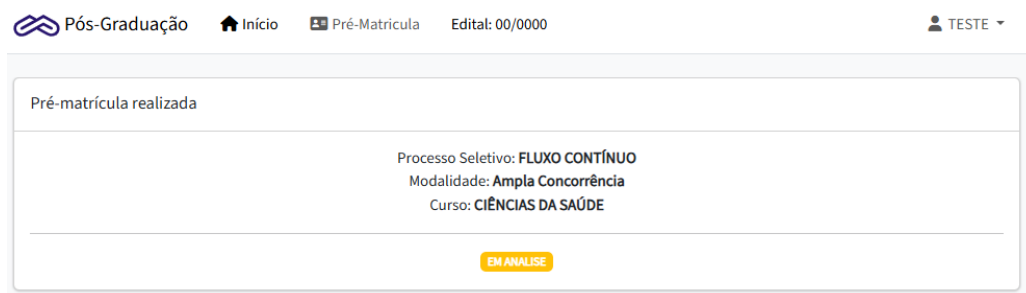 Pós-Graduação Início Pré-Matricula Edital: 00/0000 TESTE
Pré-matrícula realizada
Processo Seletivo: FLUXO CONTÍNUO
Modalidade: Ampla Concorrência
Curso: CIÊNCIAS DA SAÚDE
EM ANALISE